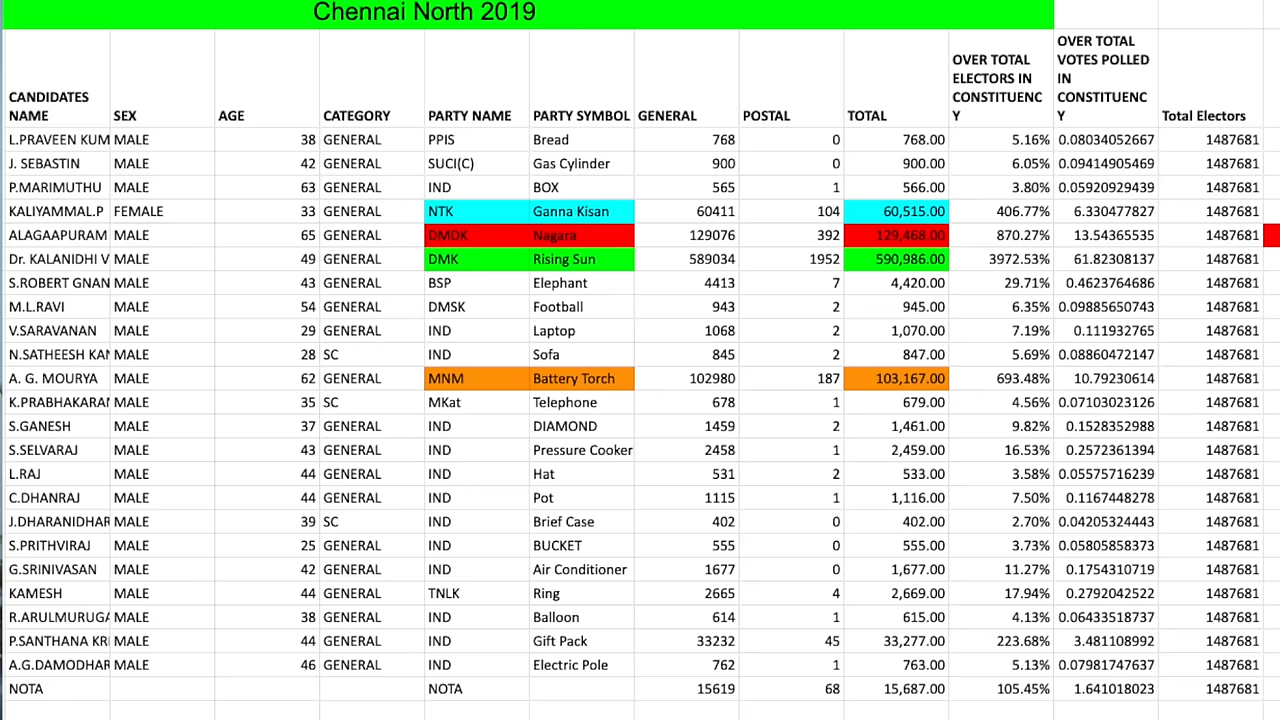 Chennai North 2019
CANDIDATES NAME SEX AGE CATEGORY PARTY NAME PARTY SYMBOL GENERAL POSTAL TOTAL OVER TOTAL ELECTORS IN CONSTITUENCY OVER TOTAL VOTES POLLED IN CONSTITUENCY Total Electors
L.PRAVEEN KUM MALE 38 GENERAL PPIS Bread 768 0 768.00 5.16% 0.08034052667 1487681
J. SEBASTIN MALE 42 GENERAL SUCI(C) Gas Cylinder 900 0 900.00 6.05% 0.09414905469 1487681
P.MARIMUTHU MALE 63 GENERAL IND BOX 565 1 566.00 3.80% 0.05920929439 1487681
KALIYAMMAL.P FEMALE 33 GENERAL NTK Ganna Kisan 60411 104 60,515.00 406.77% 6.330477827 1487681
ALAGAAPURAM MALE 65 GENERAL DMDK Nagara 129076 392 129,468.00 870.27% 13.54365535 1487681
Dr. KALANIDHI V MALE 49 GENERAL DMK Rising Sun 589034 1952 590,986.00 3972.53% 61.82308137 1487681
S.ROBERT GNAN MALE 43 GENERAL BSP Elephant 4413 7 4,420.00 29.71% 0.4623764686 1487681
M.L.RAVI MALE 54 GENERAL DMSK Football 943 2 945.00 6.35% 0.09885650743 1487681
V.SARAVANAN MALE 29 GENERAL IND Laptop 1068 2 1,070.00 7.19% 0.111932765 1487681
N.SATHEESH KAN MALE 28 SC IND Sofa 845 2 847.00 5.69% 0.08860472147 1487681
A. G. MOURYA MALE 62 GENERAL MNM Battery Torch 102980 187 103,167.00 693.48% 10.79230614 1487681
K.PRABHAKARAN MALE 35 SC MKat Telephone 678 1 679.00 4.56% 0.07103023126 1487681
S.GANESH MALE 37 GENERAL IND DIAMOND 1459 2 1,461.00 9.82% 0.1528352988 1487681
S.SELVARAJ MALE 43 GENERAL IND Pressure Cooker 2458 1 2,459.00 16.53% 0.2572361394 1487681
L.RAJ MALE 44 GENERAL IND Hat 531 2 533.00 3.58% 0.05575716239 1487681
C.DHANRAJ MALE 44 GENERAL IND Pot 1115 1 1,116.00 7.50% 0.1167448278 1487681
J.DHARANIDHAR MALE 39 SC IND Brief Case 402 0 402.00 2.70% 0.04205324443 1487681
S.PRITHVIRAJ MALE 25 GENERAL IND BUCKET 555 0 555.00 3.73% 0.05805858373 1487681
G.SRINIVASAN MALE 42 GENERAL IND Air Conditioner 1677 0 1,677.00 11.27% 0.1754310719 1487681
KAMESH MALE 44 GENERAL TNLK Ring 2665 4 2,669.00 17.94% 0.2792042522 1487681
R.ARULMURUGA MALE 38 GENERAL IND Balloon 614 1 615.00 4.13% 0.06433518737 1487681
P.SANTHANA KR MALE 44 GENERAL IND Gift Pack 33232 45 33,277.00 223.68% 3.481108992 1487681
A.G.DAMODHAR MALE 46 GENERAL IND Electric Pole 762 1 763.00 5.13% 0.07981747637 1487681
NOTA NOTA 15619 68 15,687.00 105.45% 1.641018023 1487681